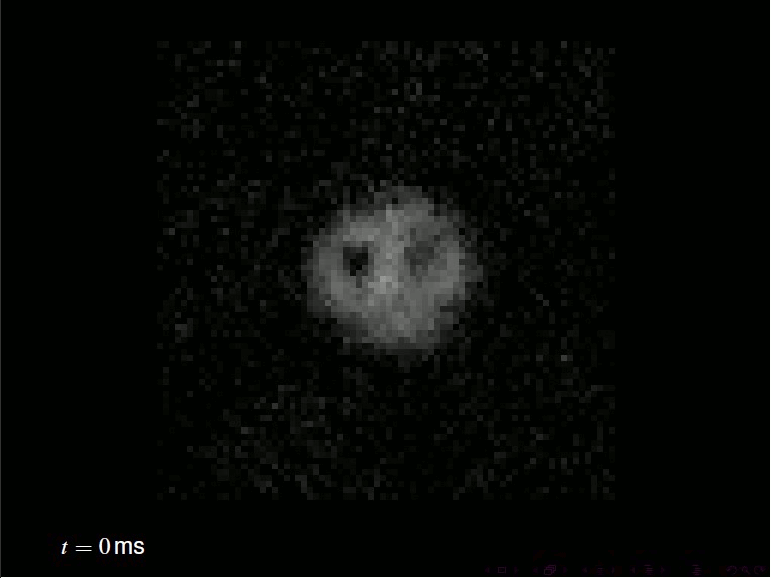 t = 0 ms